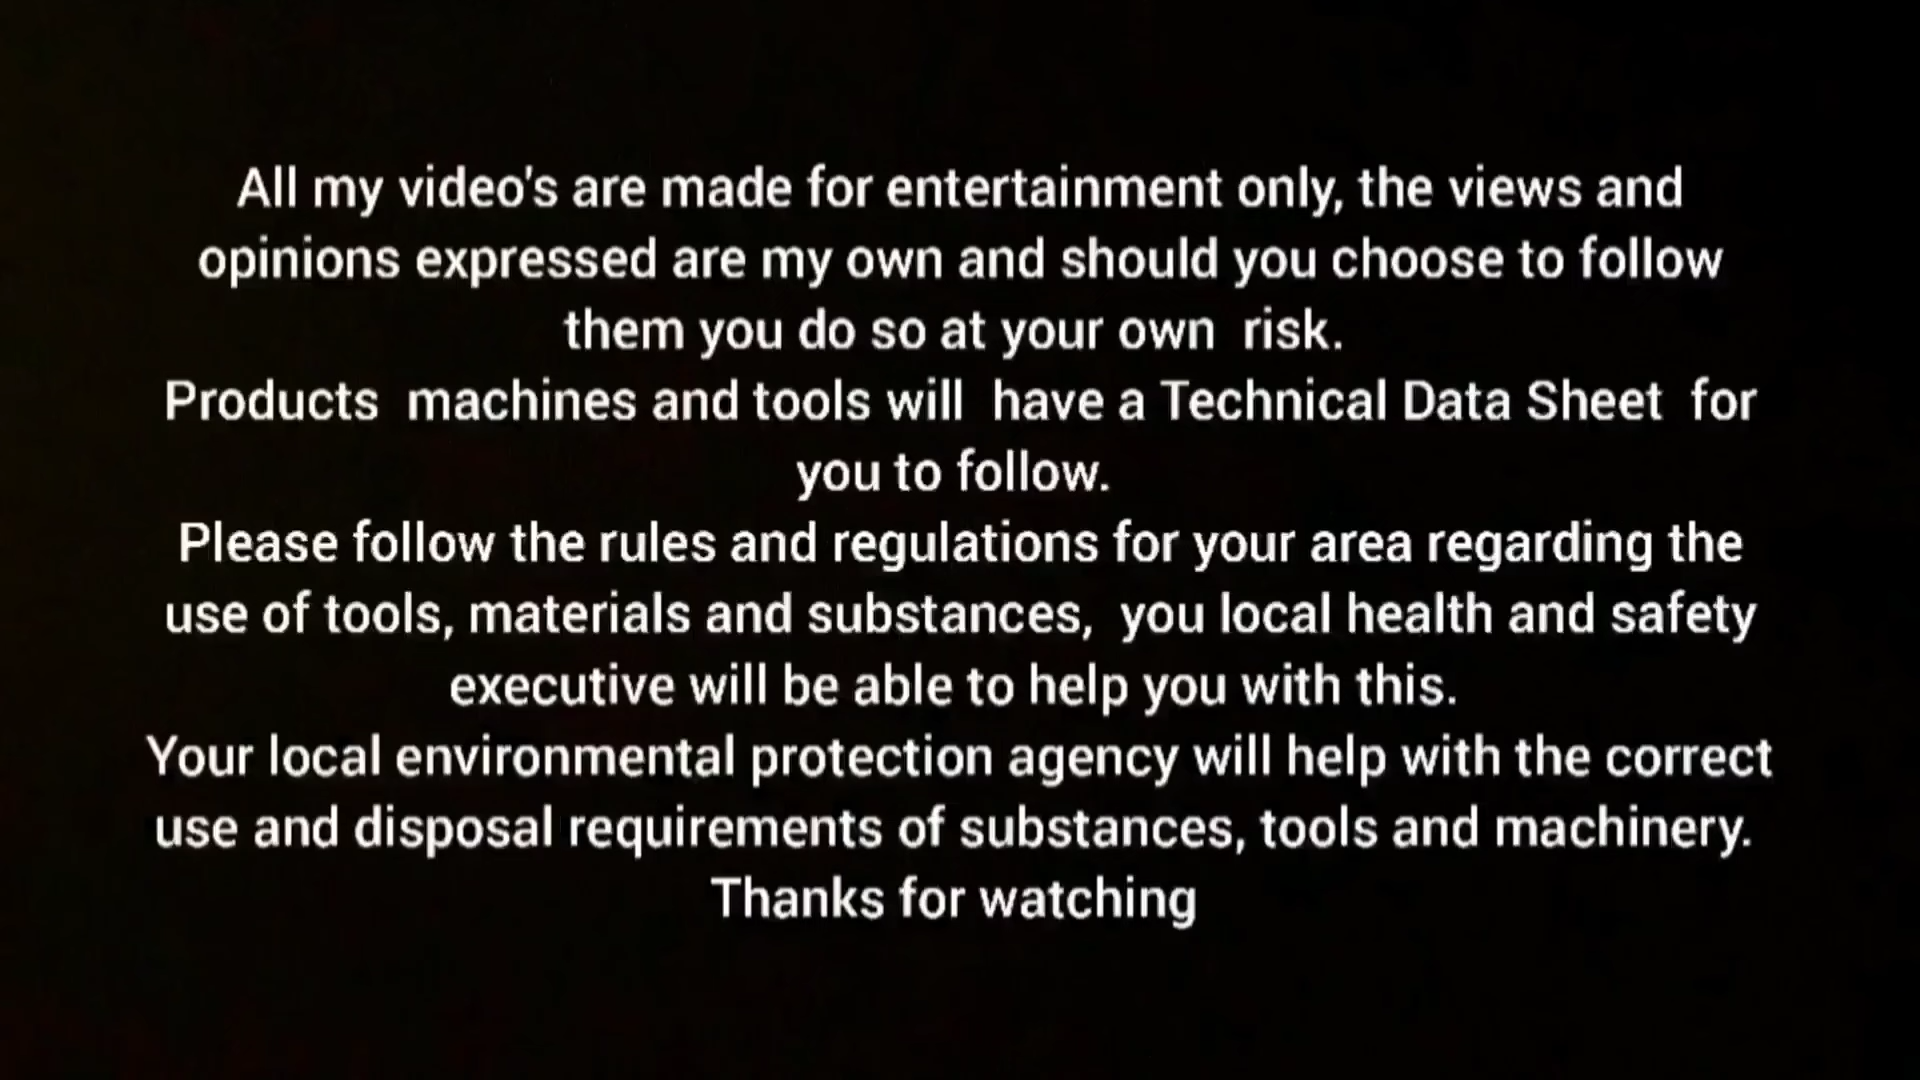 All my video's are made for entertainment only, the views and
opinions expressed are my own and should you choose to follow
them you do so at your own  risk.
Products  machines and tools will  have a Technical Data Sheet  for
you to follow.
Please follow the rules and regulations for your area regarding the
use of tools, materials and substances,  you local health and safety
executive will be able to help you with this.
Your local environmental protection agency will help with the correct
use and disposal requirements of substances, tools and machinery.
Thanks for watching